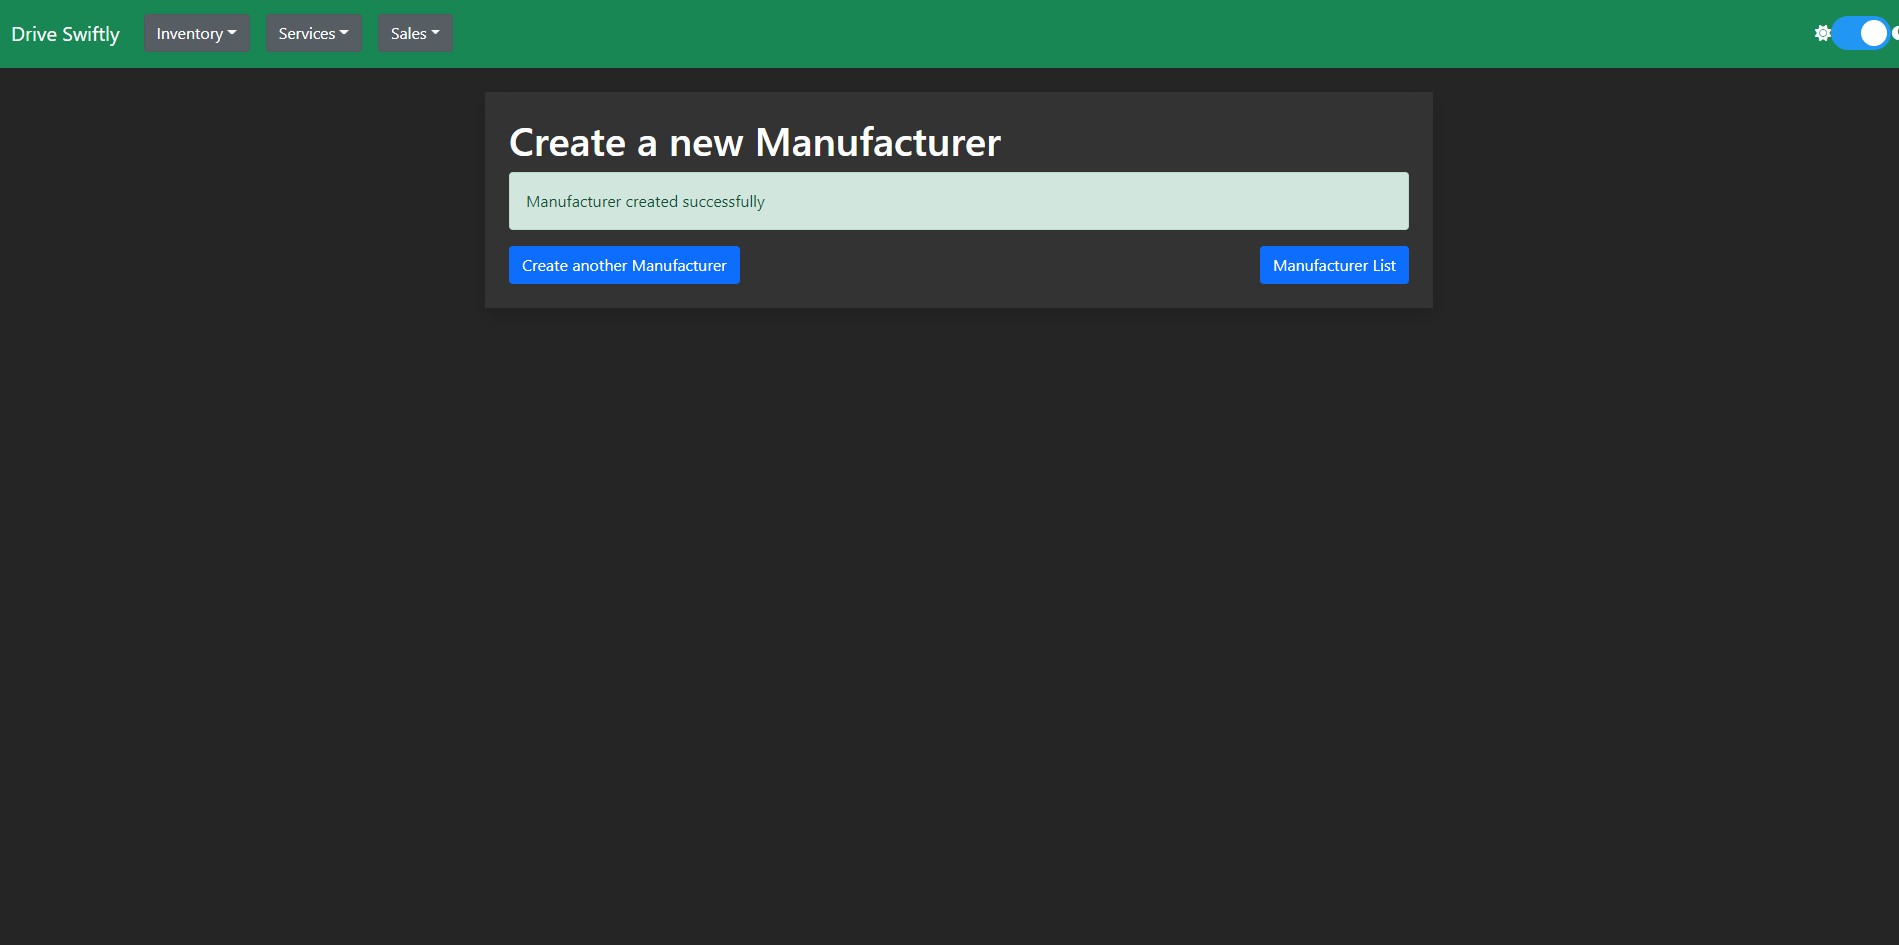 Drive Swiftly Inventory Services Sales
Create a new Manufacturer
Manufacturer created successfully
Create another Manufacturer Manufacturer List